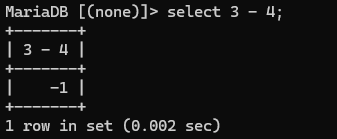 MariaDB [(none)]> select 3 - 4;
+-------+
| 3 - 4 |
+-------+
|    -1 |
+-------+
1 row in set (0.002 sec)